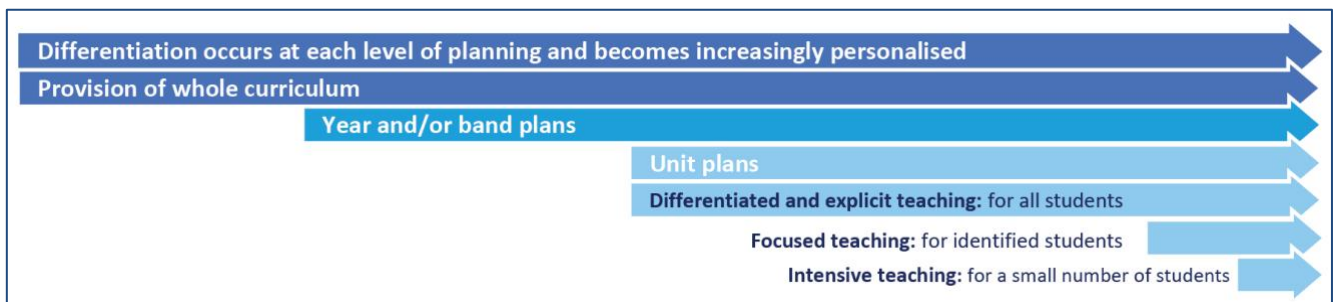 Differentiation occurs at each level of planning and becomes increasingly personalised
Provision of whole curriculum
Year and/or band plans
Unit plans
Differentiated and explicit teaching: for all students
Focused teaching: for identified students
Intensive teaching: for a small number of students